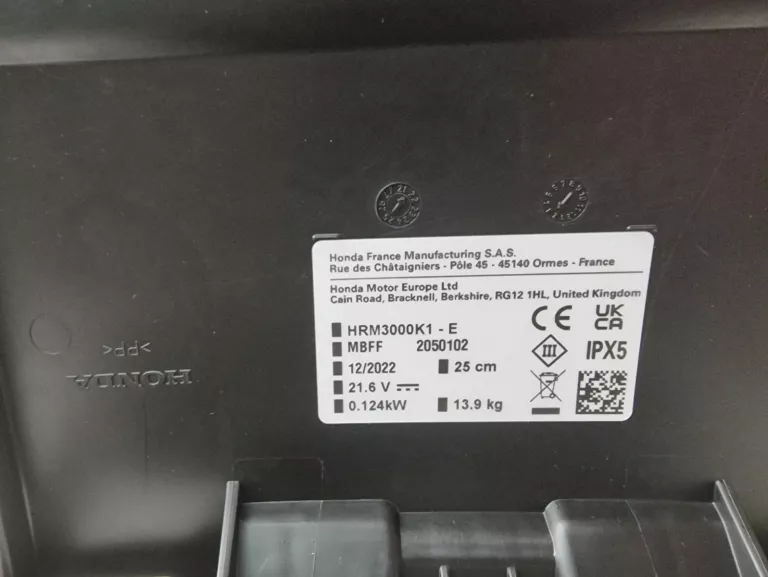 Honda France Manufacturing S.A.S.
Rue des Châtaigniers - Pôle 45 - 45140 Ormes - France
Honda Motor Europe Ltd
Cain Road, Bracknell, Berkshire, RG12 1HL, United Kingdom
HRM3000K1 - E
MBFF 2050102
12/2022 25 cm
21.6 V
0.124kW 13.9 kg
CE UK CA
III IPX5
>PP<
HONDA